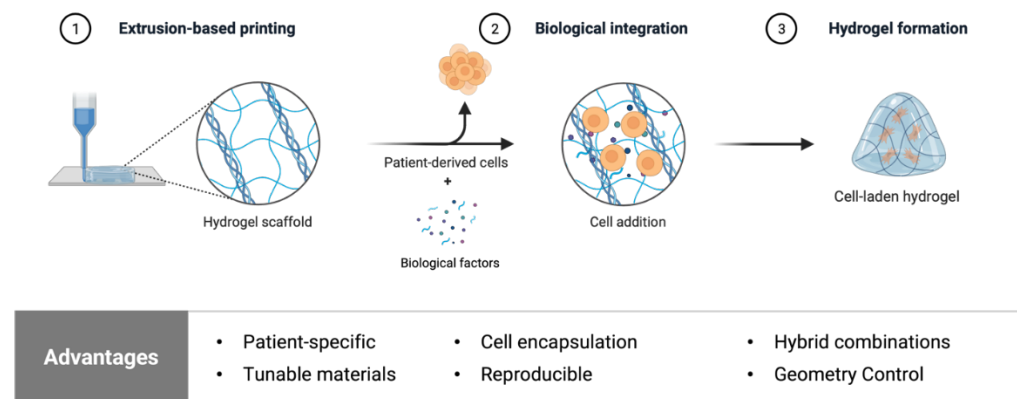 1 Extrusion-based printing
2 Biological integration
3 Hydrogel formation
Patient-derived cells
+
Biological factors
Hydrogel scaffold
Cell addition
Cell-laden hydrogel
Advantages
• Patient-specific
• Tunable materials
• Cell encapsulation
• Reproducible
• Hybrid combinations
• Geometry Control